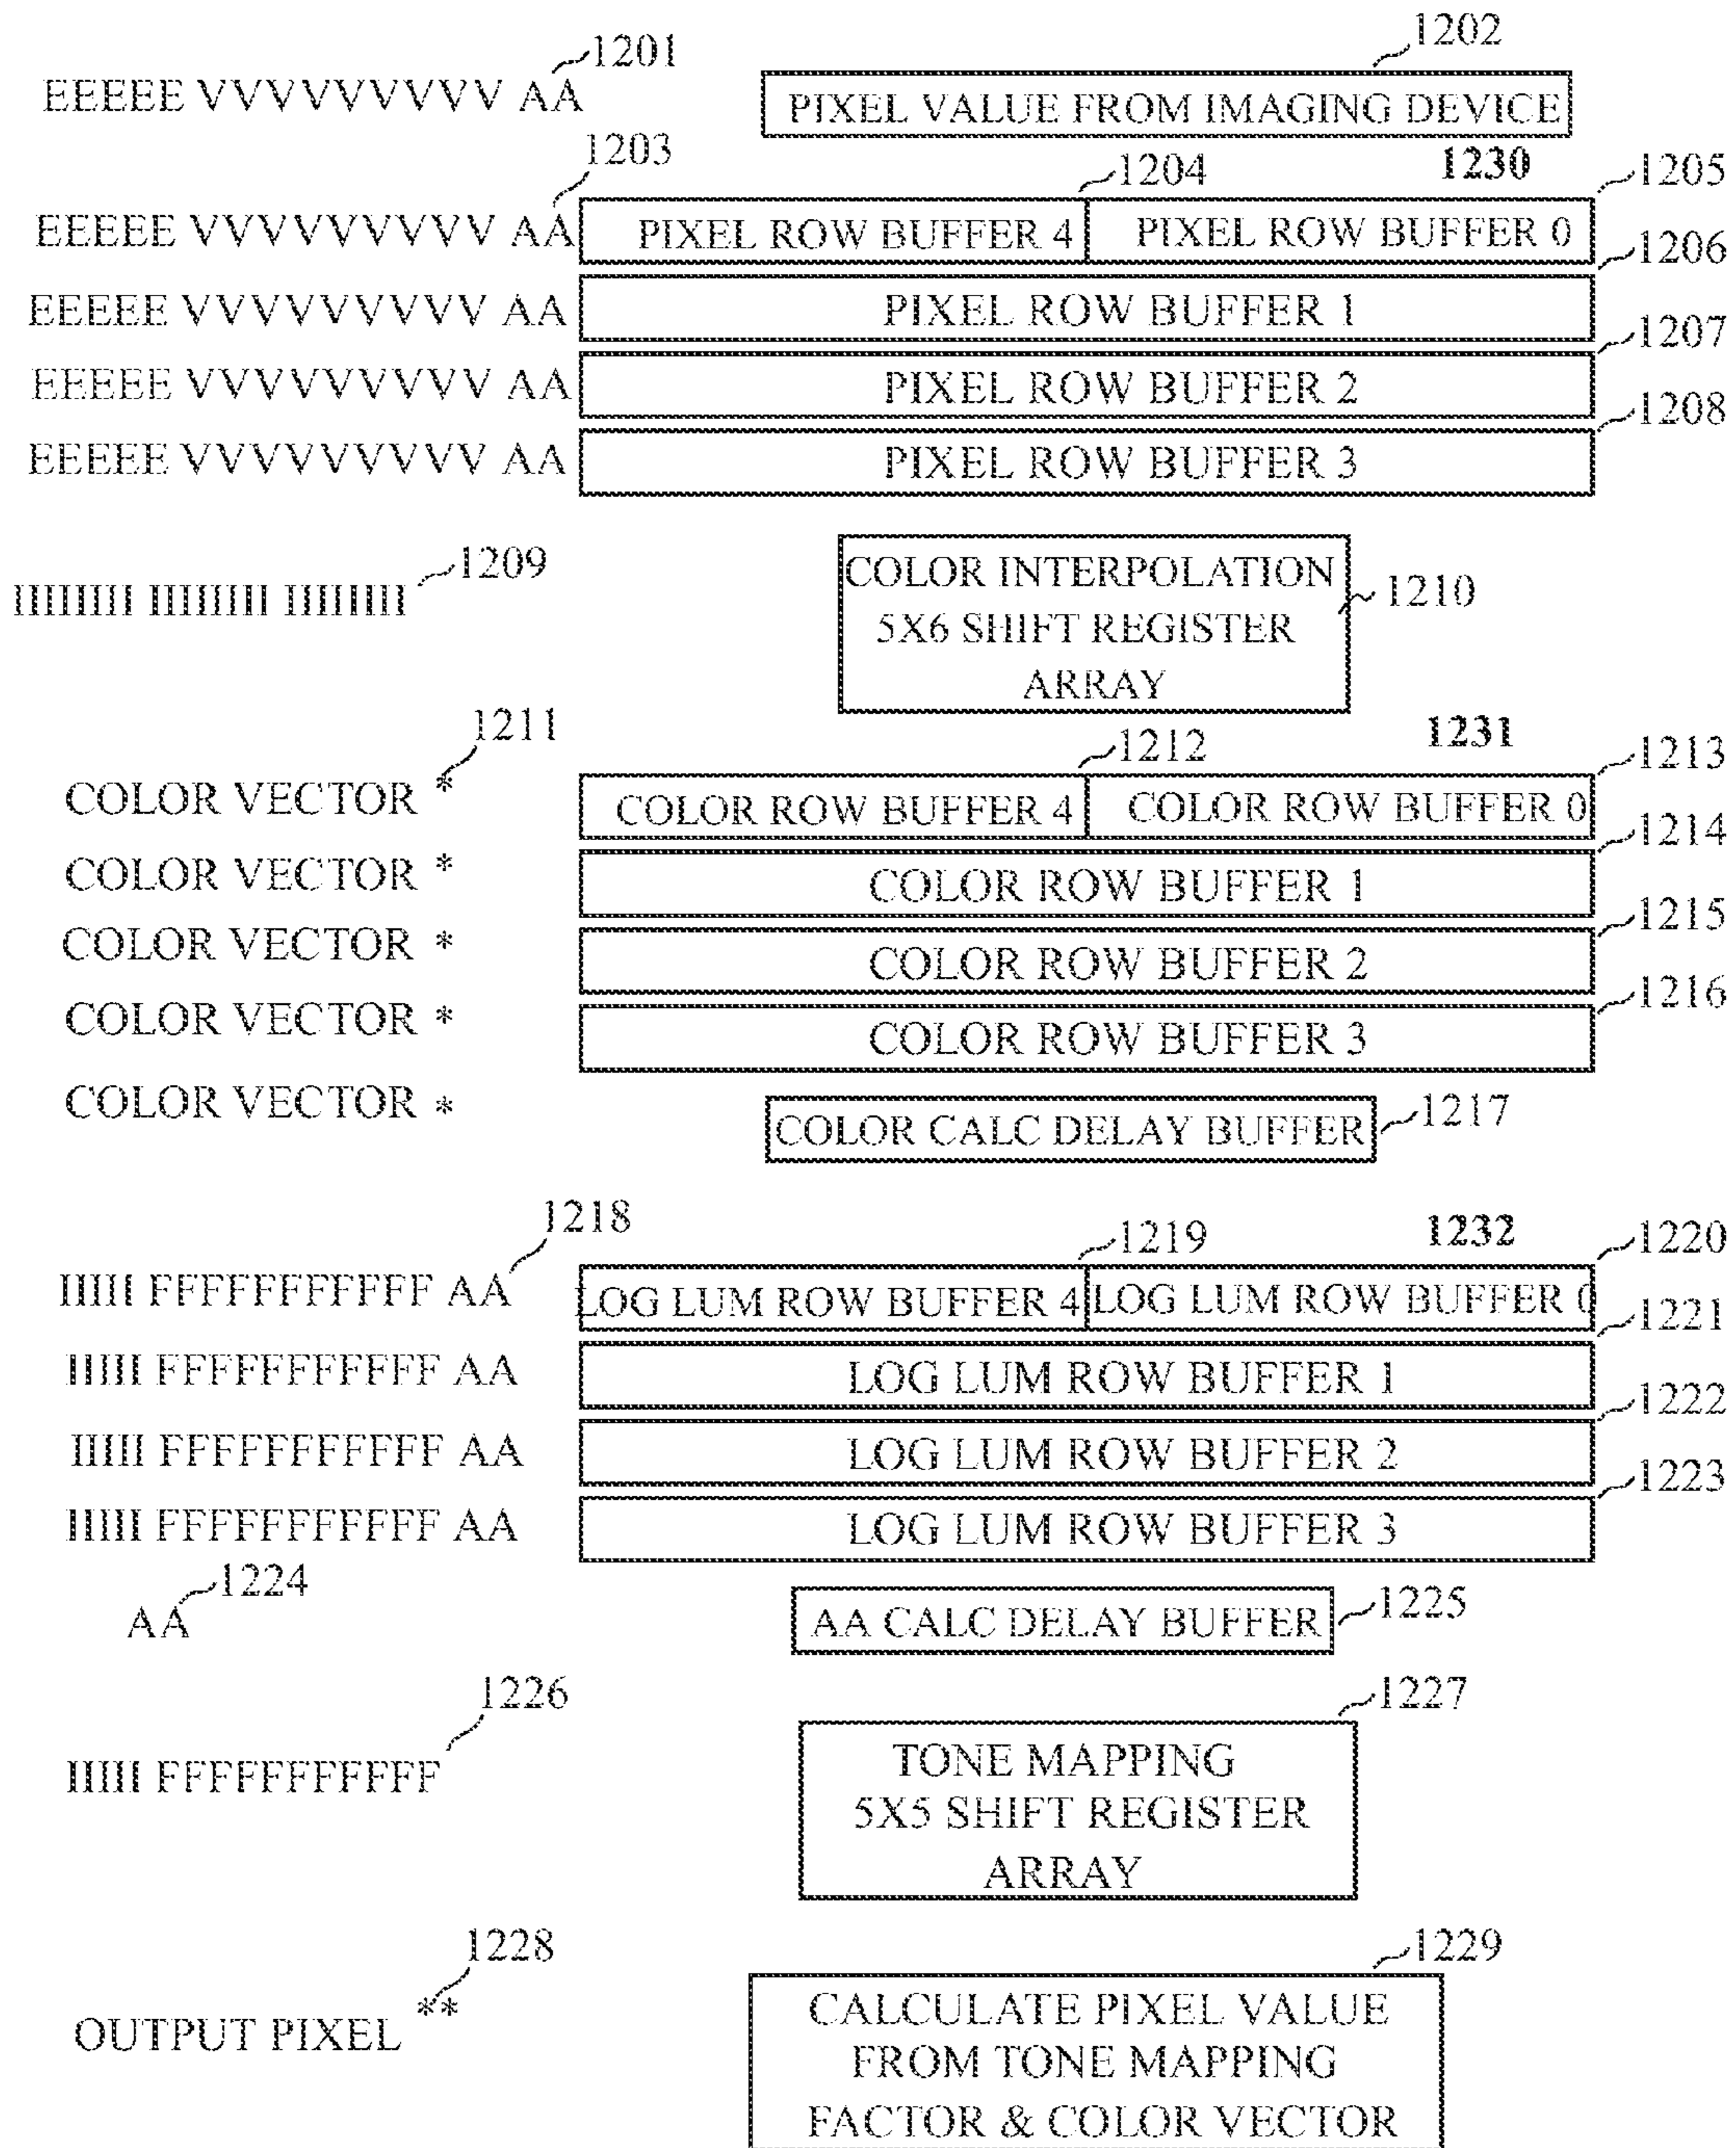 1201
1202
EEEEE VVVVVVVVV AA
PIXEL VALUE FROM IMAGING DEVICE
1203
1204
1230
1205
EEEEE VVVVVVVVV AA
PIXEL ROW BUFFER 4
PIXEL ROW BUFFER 0
1206
EEEEE VVVVVVVVV AA
PIXEL ROW BUFFER 1
1207
EEEEE VVVVVVVVV AA
PIXEL ROW BUFFER 2
1208
EEEEE VVVVVVVVV AA
PIXEL ROW BUFFER 3
1209
IIIIIIII IIIIIIII IIIIIIII
COLOR INTERPOLATION
5X6 SHIFT REGISTER
ARRAY
1210
1211
1212
1231
1213
COLOR VECTOR *
COLOR ROW BUFFER 4
COLOR ROW BUFFER 0
1214
COLOR VECTOR *
COLOR ROW BUFFER 1
1215
COLOR VECTOR *
COLOR ROW BUFFER 2
1216
COLOR VECTOR *
COLOR ROW BUFFER 3
COLOR VECTOR *
COLOR CALC DELAY BUFFER
1217
1218
1219
1232
1220
IIIII FFFFFFFFFFF AA
LOG LUM ROW BUFFER 4
LOG LUM ROW BUFFER 0
1221
IIIII FFFFFFFFFFF AA
LOG LUM ROW BUFFER 1
1222
IIIII FFFFFFFFFFF AA
LOG LUM ROW BUFFER 2
1223
IIIII FFFFFFFFFFF AA
LOG LUM ROW BUFFER 3
1224
AA
AA CALC DELAY BUFFER
1225
1226
1227
IIIII FFFFFFFFFFF
TONE MAPPING
5X5 SHIFT REGISTER
ARRAY
1228
1229
OUTPUT PIXEL **
CALCULATE PIXEL VALUE
FROM TONE MAPPING
FACTOR & COLOR VECTOR